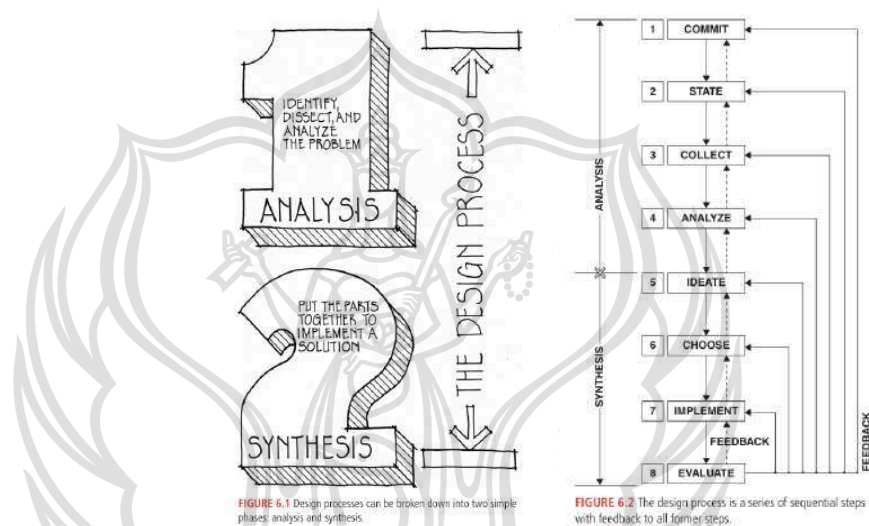 IDENTIFY,
DISSECT, AND
ANALYZE
THE PROBLEM
ANALYSIS
PUT THE PARTS
TOGETHER TO
IMPLEMENT A
SOLUTION
SYNTHESIS
THE DESIGN PROCESS
FIGURE 6.1 Design processes can be broken down into two simple
phases: analysis and synthesis
ANALYSIS
SYNTHESIS
1 COMMIT
2 STATE
3 COLLECT
4 ANALYZE
5 IDEATE
6 CHOOSE
7 IMPLEMENT
FEEDBACK
8 EVALUATE
FEEDBACK
FIGURE 6.2 The design process is a series of sequential steps
with feedback to all former steps.